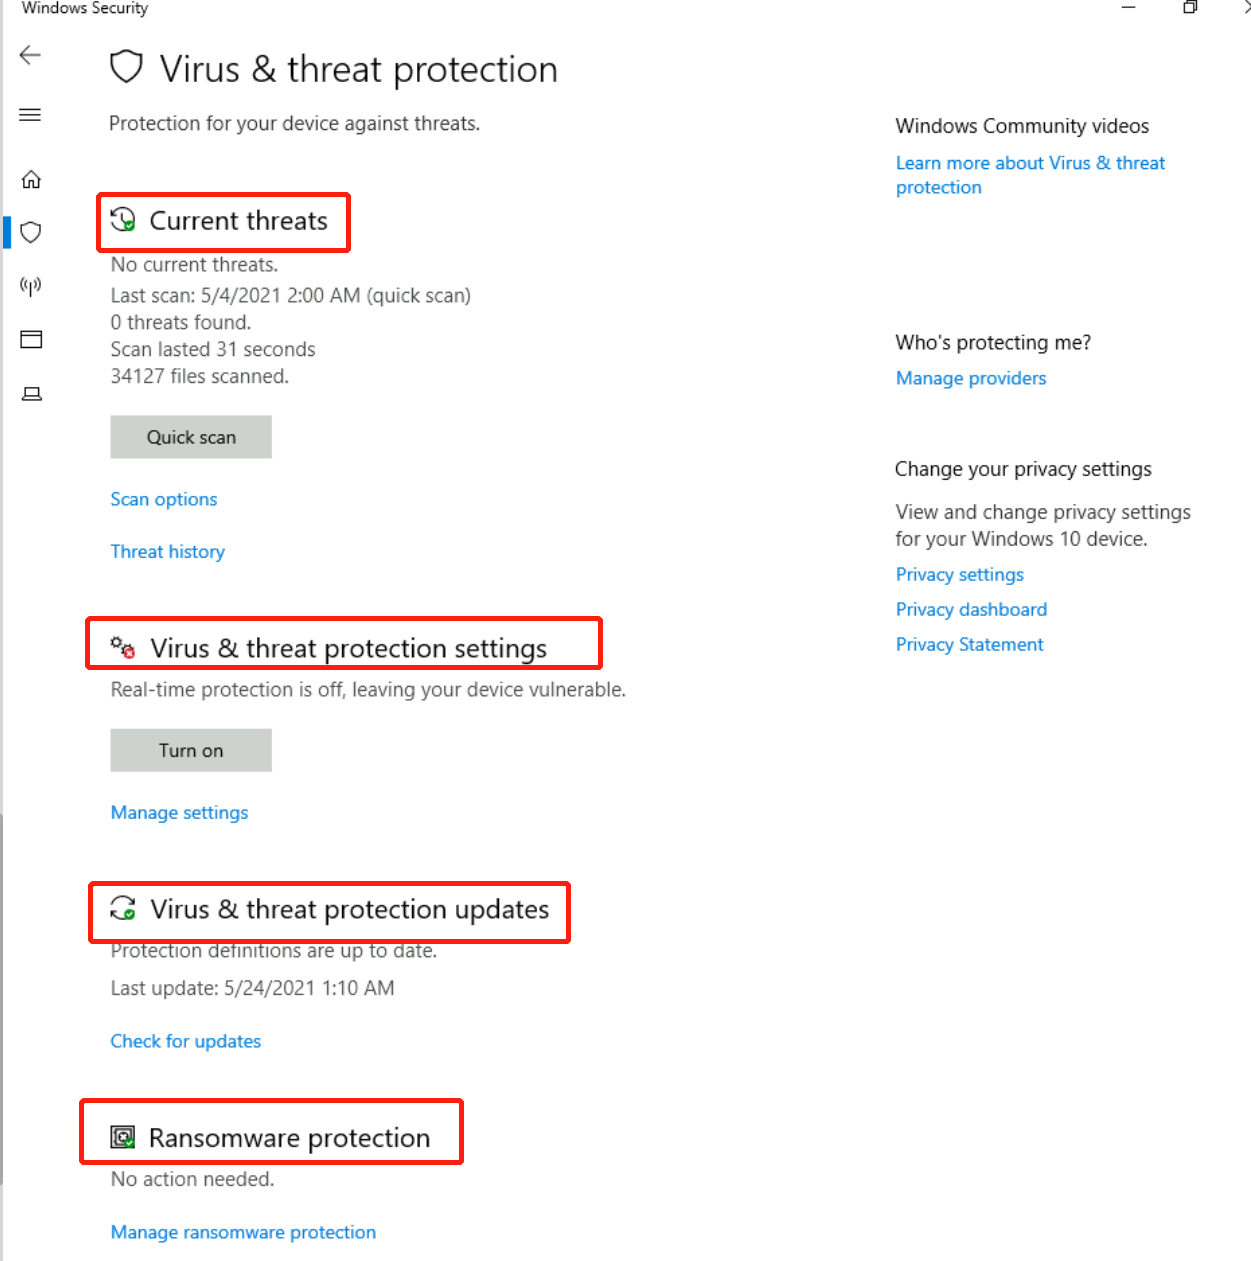 Windows Security
Virus & threat protection
Protection for your device against threats.
Current threats
No current threats.
Last scan: 5/4/2021 2:00 AM (quick scan)
0 threats found.
Scan lasted 31 seconds
34127 files scanned.
Quick scan
Scan options
Threat history
Virus & threat protection settings
Real-time protection is off, leaving your device vulnerable.
Turn on
Manage settings
Virus & threat protection updates
Protection definitions are up to date.
Last update: 5/24/2021 1:10 AM
Check for updates
Ransomware protection
No action needed.
Manage ransomware protection
Windows Community videos
Learn more about Virus & threat
protection
Who's protecting me?
Manage providers
Change your privacy settings
View and change privacy settings
for your Windows 10 device.
Privacy settings
Privacy dashboard
Privacy Statement